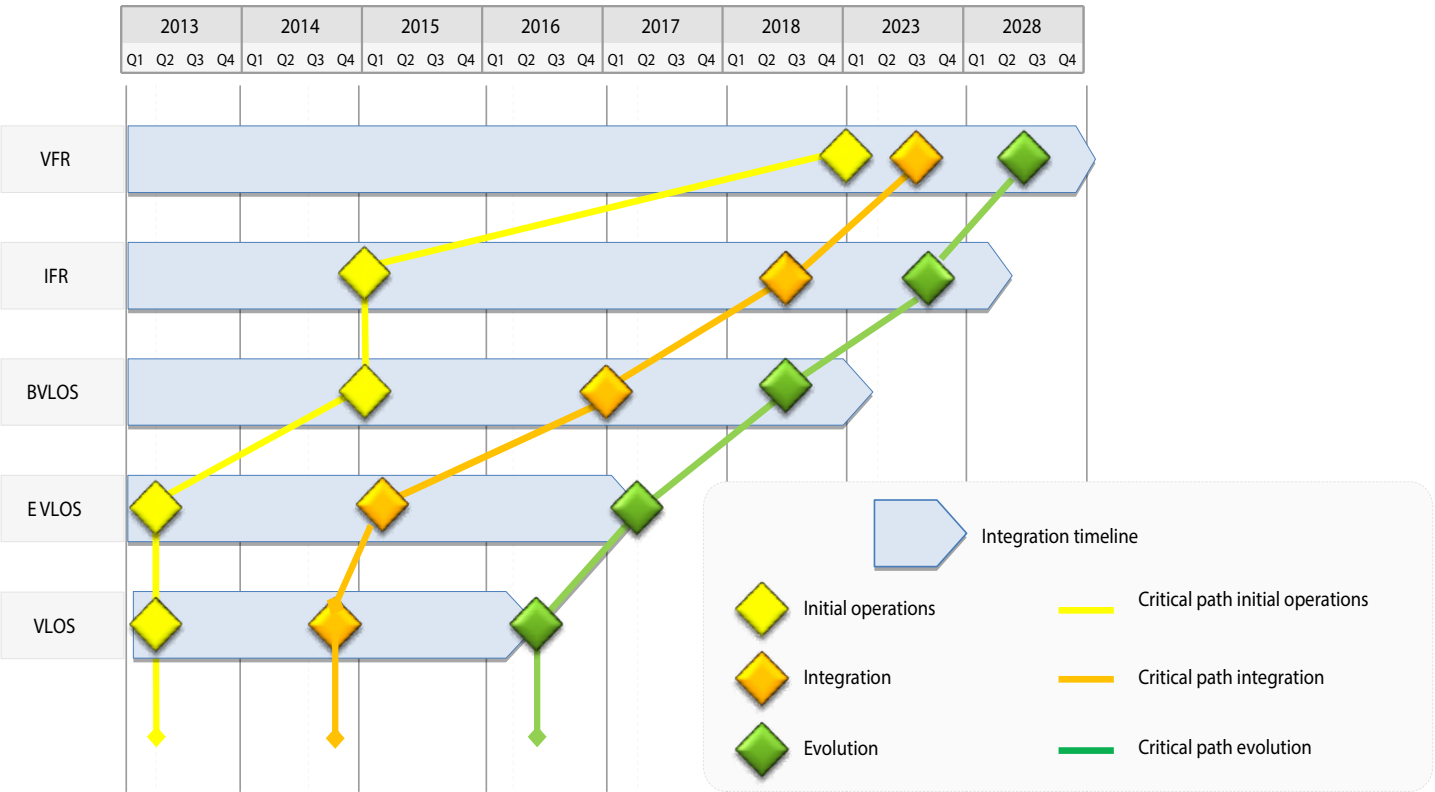 2013 2014 2015 2016 2017 2018 2023 2028
Q1 Q2 Q3 Q4 Q1 Q2 Q3 Q4 Q1 Q2 Q3 Q4 Q1 Q2 Q3 Q4 Q1 Q2 Q3 Q4 Q1 Q2 Q3 Q4 Q1 Q2 Q3 Q4 Q1 Q2 Q3 Q4
VFR
IFR
BVLOS
E VLOS
VLOS
Integration timeline
Initial operations
Critical path initial operations
Integration
Critical path integration
Evolution
Critical path evolution